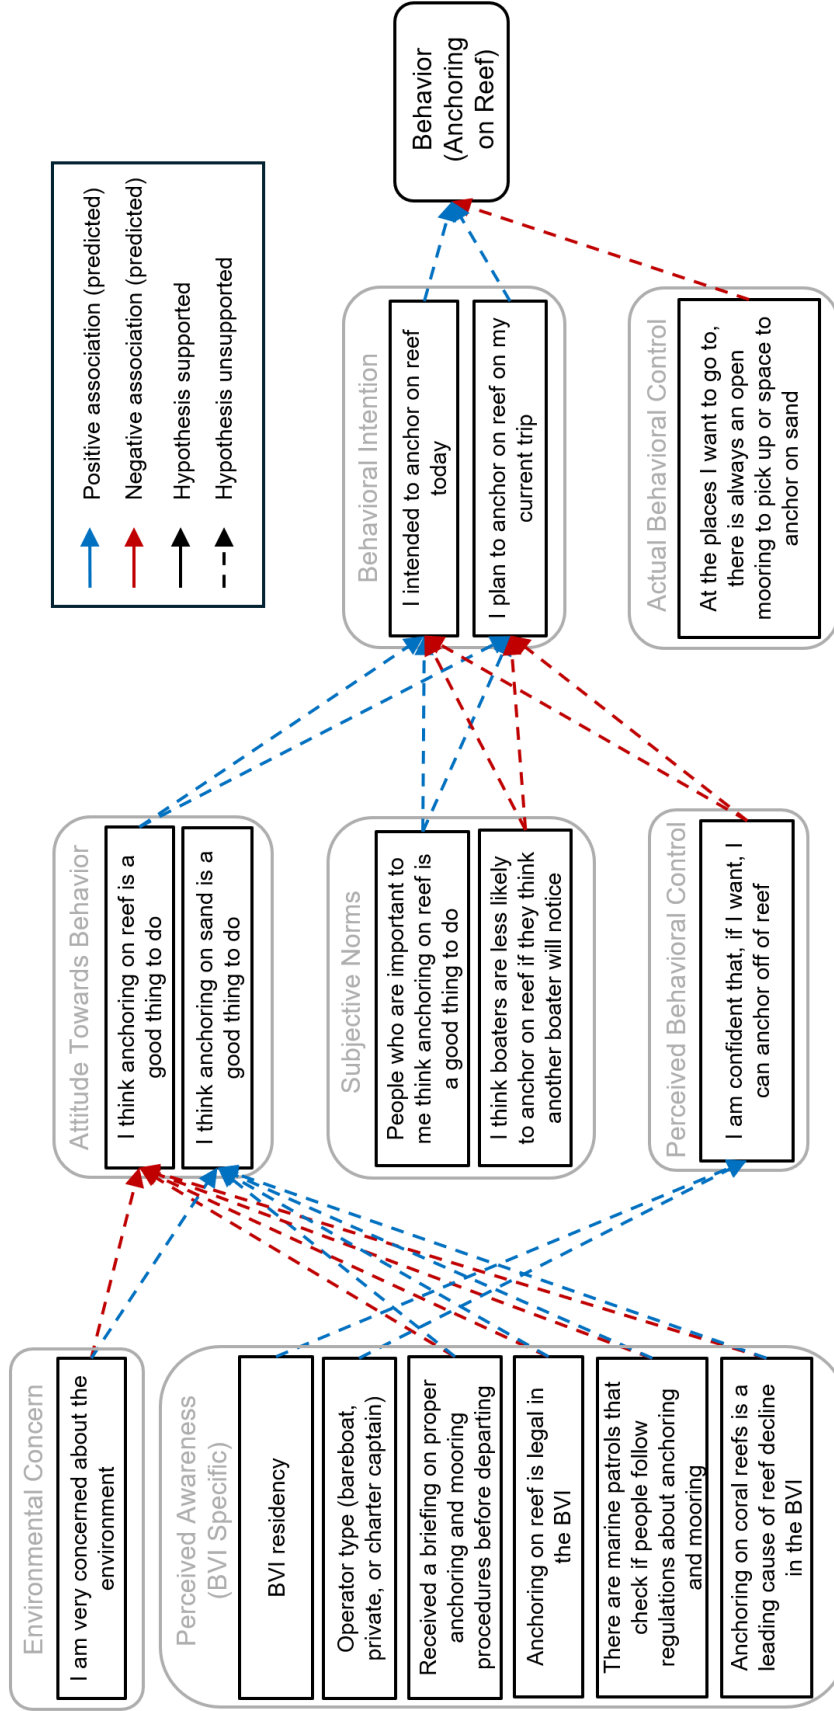 Environmental Concern
I am very concerned about the
environment
Perceived Awareness
(BVI Specific)
BVI residency
Operator type (bareboat,
private, or charter captain)
Received a briefing on proper
anchoring and mooring
procedures before departing
Anchoring on reef is legal in
the BVI
There are marine patrols that
check if people follow
regulations about anchoring
and mooring
Anchoring on coral reefs is a
leading cause of reef decline
in the BVI
Attitude Towards Behavior
I think anchoring on reef is a
good thing to do
I think anchoring on sand is a
good thing to do
Subjective Norms
People who are important to
me think anchoring on reef is
a good thing to do
I think boaters are less likely
to anchor on reef if they think
another boater will notice
Perceived Behavioral Control
I am confident that, if I want, I
can anchor off of reef
Positive association (predicted)
Negative association (predicted)
Hypothesis supported
Hypothesis unsupported
Behavioral Intention
I intended to anchor on reef
today
I plan to anchor on reef on my
current trip
Actual Behavioral Control
At the places I want to go to,
there is always an open
mooring to pick up or space to
anchor on sand
Behavior
(Anchoring
on Reef)